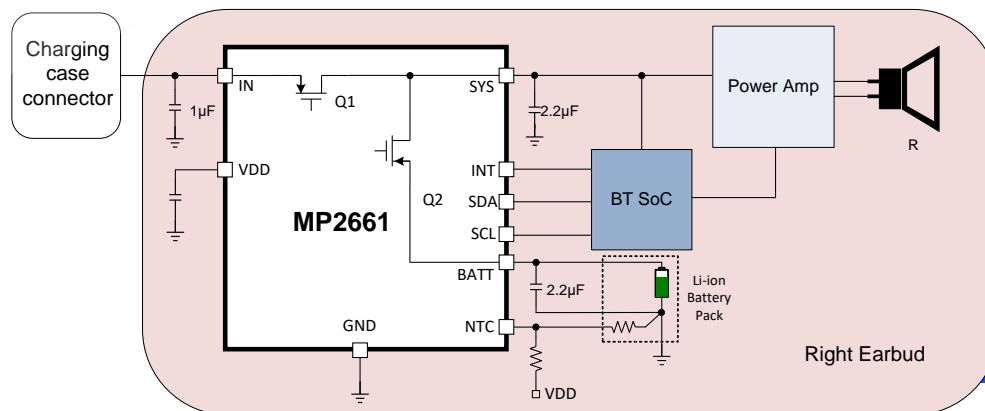 Charging
case
connector
IN
Q1
SYS
1µF
2.2µF
Power Amp
R
VDD
INT
SDA
SCL
Q2
MP2661
BT SoC
BATT
2.2µF
Li-ion
Battery
Pack
GND
NTC
VDD
Right Earbud